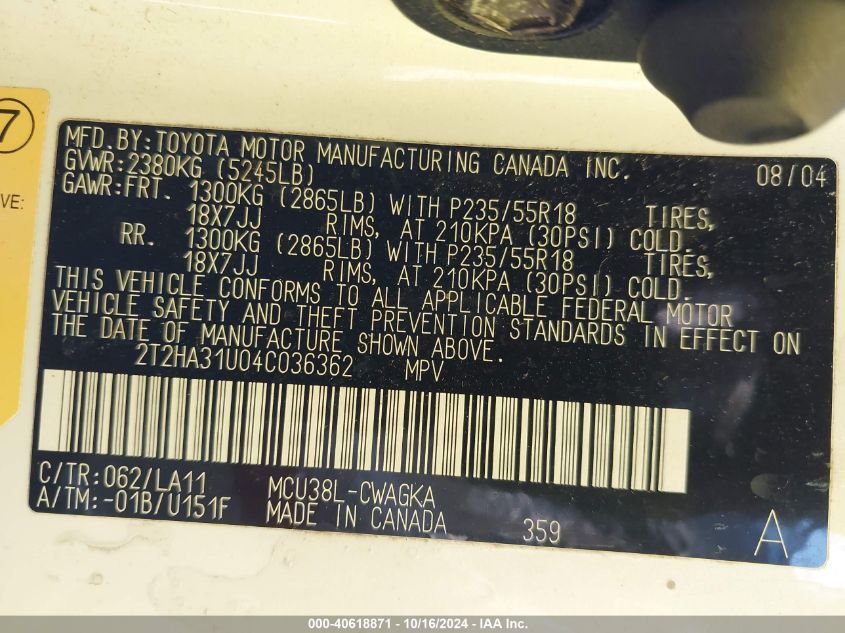 7
VE:
MFD.BY:TOYOTA MOTOR MANUFACTURING CANADA INC. 08/04
GVWR:2380KG (5245LB)
GAWR:FRT. 1300KG (2865LB) WITH P235/55R18 TIRES,
18X7JJ RIMS, AT 210KPA (30PSI) COLD.
RR. 1300KG (2865LB) WITH P235/55R18 TIRES,
18X7JJ RIMS, AT 210KPA (30PSI) COLD.
THIS VEHICLE CONFORMS TO ALL APPLICABLE FEDERAL MOTOR
VEHICLE SAFETY AND THEFT PREVENTION STANDARDS IN EFFECT ON
THE DATE OF MANUFACTURE SHOWN ABOVE.
2T2HA31U04C036362 MPV
C/TR:062/LA11 MCU38L-CWAGKA
A/TM:-01B/U151F MADE IN CANADA 359 A
000-40618871 - 10/16/2024 - IAA Inc.